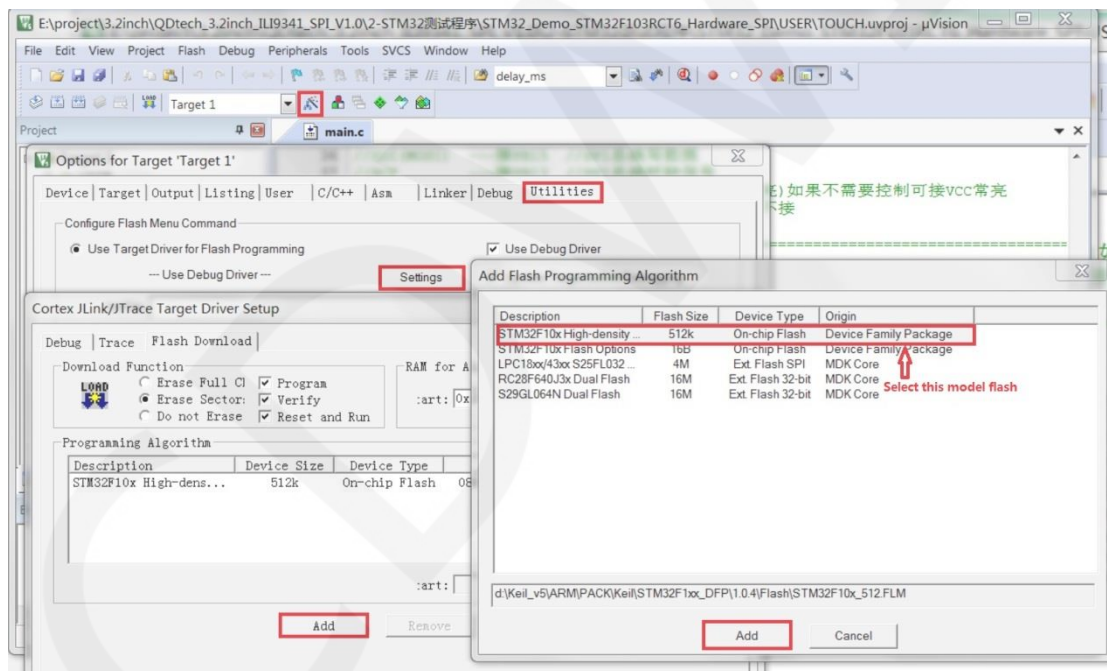 E:\project\3.2inch\QDtech_3.2inch_ILI9341_SPI_V1.0\2-STM32测试程序\STM32_Demo_STM32F103RCT6_Hardware_SPI\USER\TOUCH.uvproj - µVision
File Edit View Project Flash Debug Peripherals Tools SVCS Window Help
delay_ms
LOAD Target 1
Project main.c
Options for Target 'Target 1'
Device Target Output Listing User C/C++ Asm Linker Debug Utilities
如果不需要控制可接VCC常亮
不接
Configure Flash Menu Command
Use Target Driver for Flash Programming Use Debug Driver
--- Use Debug Driver --- Settings
Cortex JLink/JTrace Target Driver Setup
Debug Trace Flash Download
Download Function RAM for A
LOAD Erase Full Cl Program
Erase Sector: Verify :art: 0x
Do not Erase Reset and Run
Programming Algorithm
Description Device Size Device Type
STM32F10x High-dens... 512k On-chip Flash 08
:art:
Add Remove
Add Flash Programming Algorithm
Description Flash Size Device Type Origin
STM32F10x High-density ... 512k On-chip Flash Device Family Package
STM32F10x Flash Options 16B On-chip Flash Device Family Package
LPC18xx/43xx S25FL032 ... 4M Ext. Flash SPI MDK Core
RC28F640J3x Dual Flash 16M Ext. Flash 32-bit MDK Core
S29GL064N Dual Flash 16M Ext. Flash 32-bit MDK Core
Select this model flash
d:\Keil_v5\ARM\PACK\Keil\STM32F1xx_DFP\1.0.4\Flash\STM32F10x_512.FLM
Add Cancel